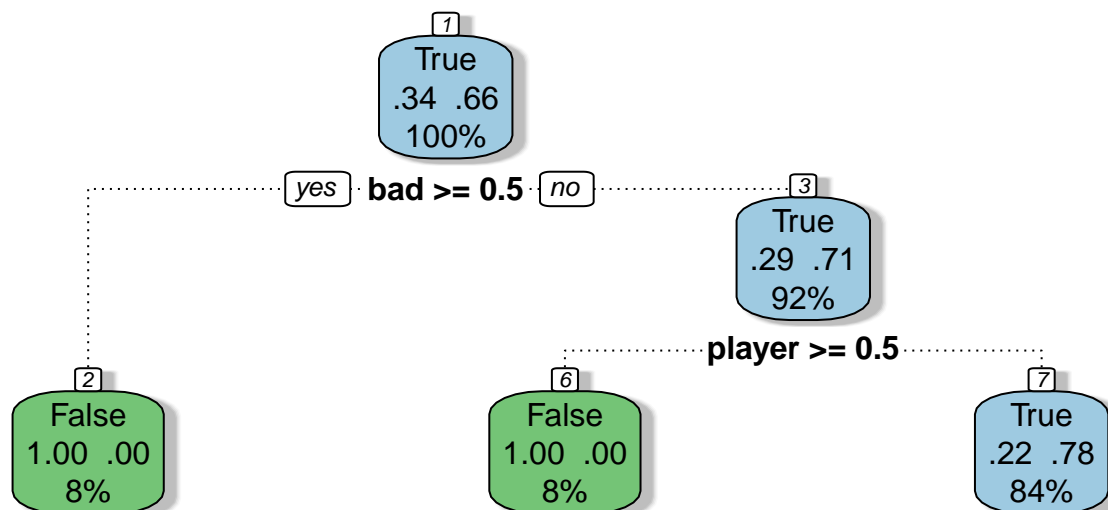 1
True
.34 .66
100%
yes bad >= 0.5 no
3
True
.29 .71
92%
player >= 0.5
2
False
1.00 .00
8%
6
False
1.00 .00
8%
7
True
.22 .78
84%